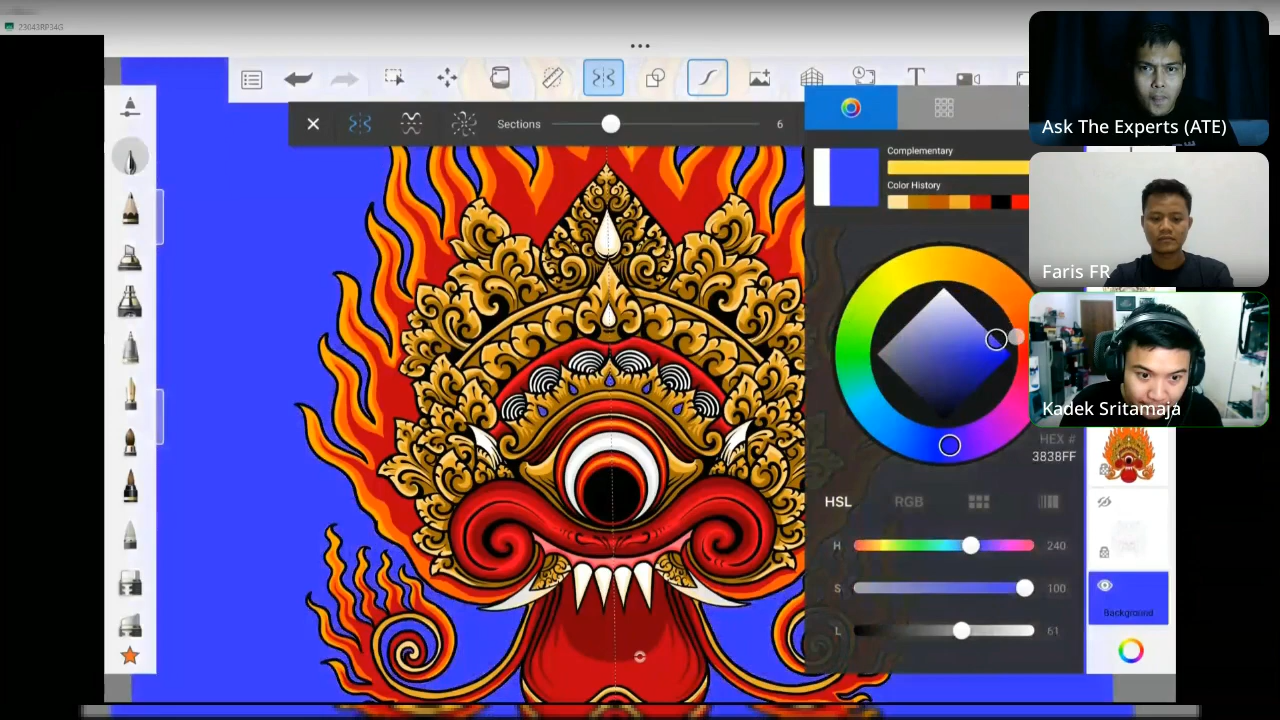 23043RP34G
Sections
6
Complementary
Color History
HEX #
3838FF
HSL
RGB
H
240
S
100
L
61
Background
Ask The Experts (ATE)
Faris FR
Kadek Sritamaja